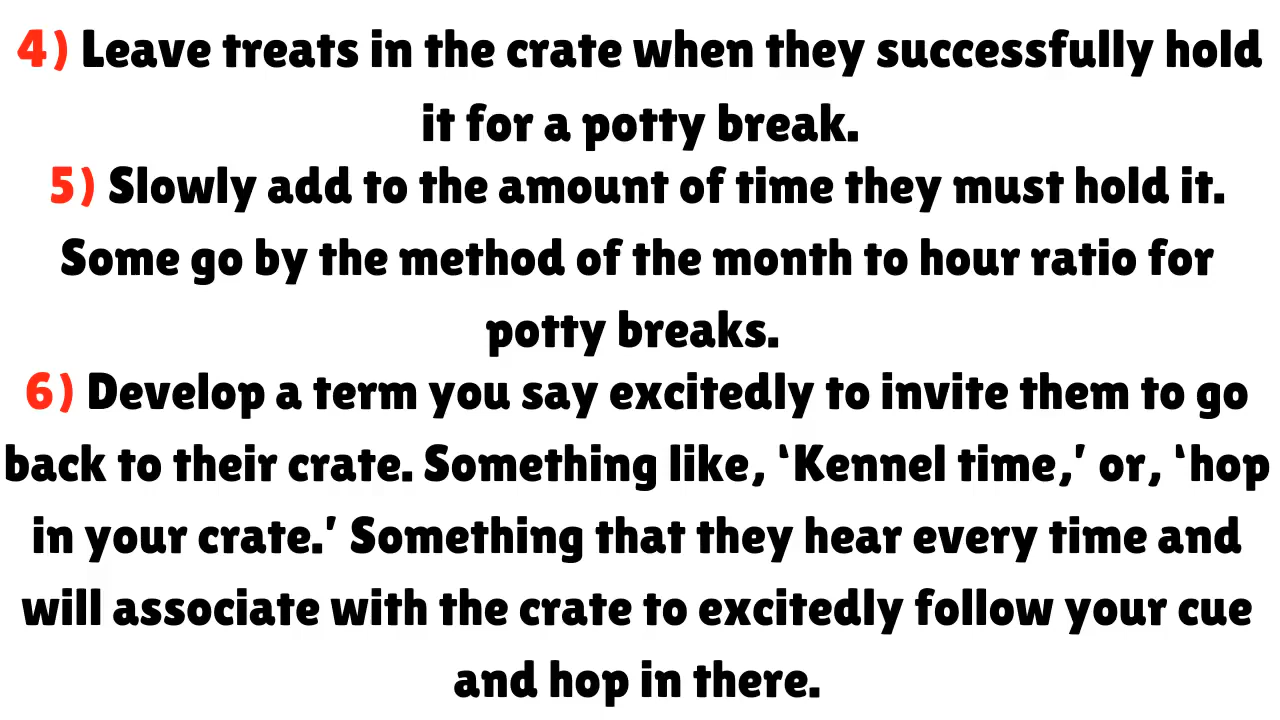 4) Leave treats in the crate when they successfully hold
it for a potty break.
5) Slowly add to the amount of time they must hold it.
Some go by the method of the month to hour ratio for
potty breaks.
6) Develop a term you say excitedly to invite them to go
back to their crate. Something like, ‘Kennel time,’ or, ‘hop
in your crate.’ Something that they hear every time and
will associate with the crate to excitedly follow your cue
and hop in there.